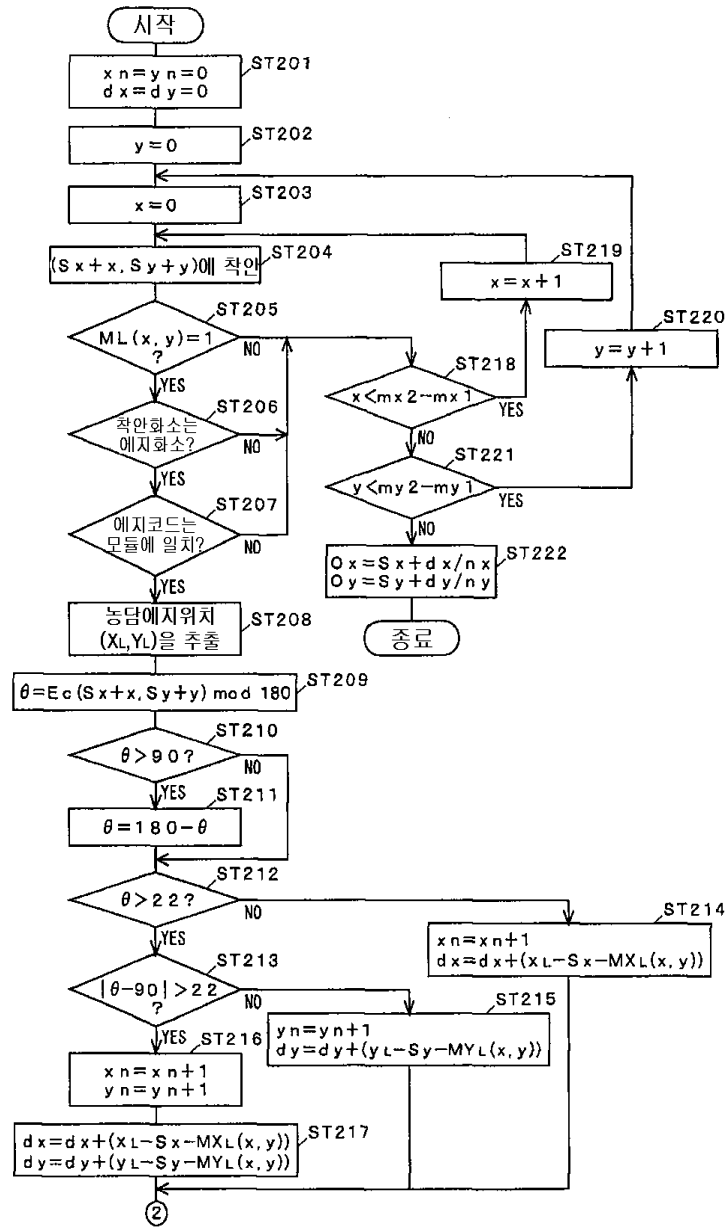 시작
xn=yn=0
dx=dy=0
ST201
y=0
ST202
x=0
ST203
(Sx+x, Sy+y)에 착안
ST204
ML(x, y)=1
?
ST205
NO
YES
착안화소는
에지화소?
ST206
NO
YES
에지코드는
모듈에 일치?
ST207
NO
YES
농담에지위치
(XL,YL)을 추출
ST208
θ=Ec(Sx+x, Sy+y) mod 180
ST209
θ>90?
ST210
NO
YES
θ=180-θ
ST211
θ>22?
ST212
NO
YES
|θ-90|>22
?
ST213
NO
YES
xn=xn+1
dx=dx+(xL-Sx-MXL(x, y))
ST214
yn=yn+1
dy=dy+(yL-Sy-MYL(x, y))
ST215
xn=xn+1
yn=yn+1
ST216
dx=dx+(xL-Sx-MXL(x, y))
dy=dy+(yL-Sy-MYL(x, y))
ST217
②
x<mx2-mx1
ST218
YES
NO
x=x+1
ST219
y=y+1
ST220
y<my2-my1
ST221
YES
NO
Ox=Sx+dx/nx
Oy=Sy+dy/ny
ST222
종료